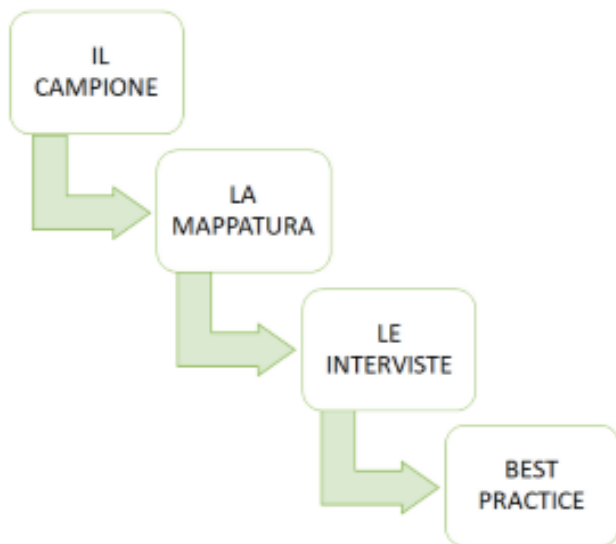 IL
CAMPIONE
LA
MAPPATURA
LE
INTERVISTE
BEST
PRACTICE